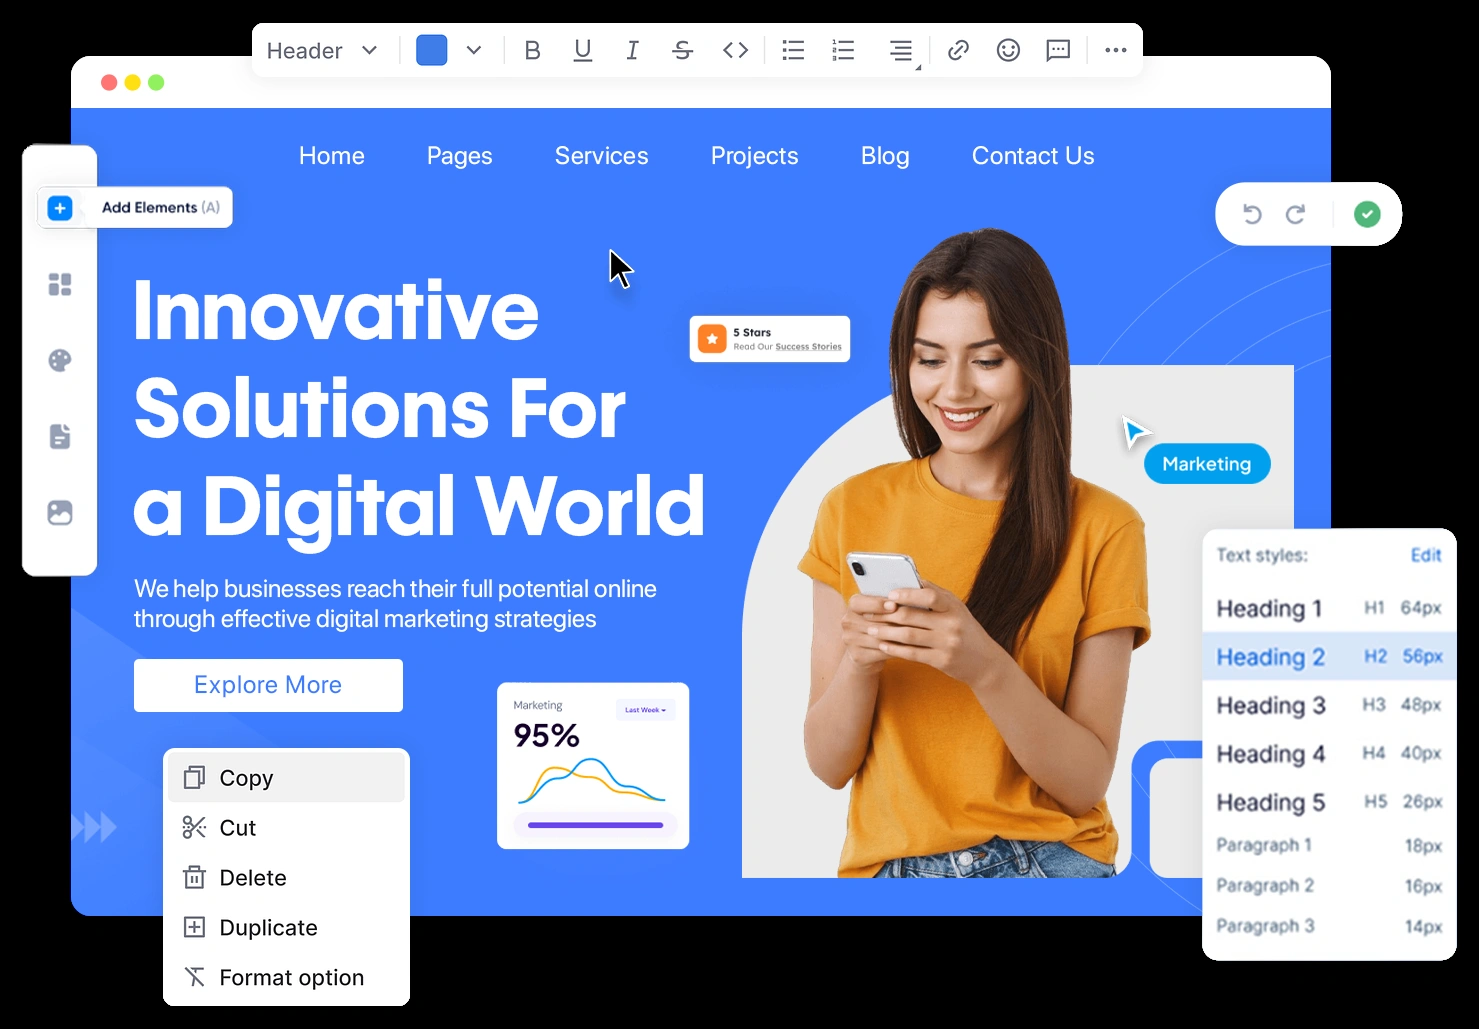 Header
Home Pages Services Projects Blog Contact Us
Add Elements (A)
Innovative
Solutions For
a Digital World
5 Stars
Read Our Success Stories
Marketing
We help businesses reach their full potential online
through effective digital marketing strategies
Explore More
Marketing
Last Week
95%
Copy
Cut
Delete
Duplicate
Format option
Text styles: Edit
Heading 1 H1 64px
Heading 2 H2 56px
Heading 3 H3 48px
Heading 4 H4 40px
Heading 5 H5 26px
Paragraph 1 18px
Paragraph 2 16px
Paragraph 3 14px